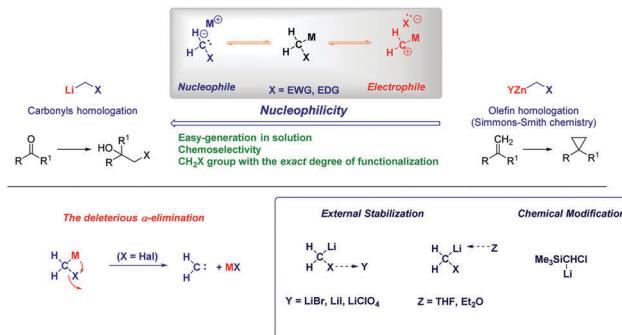 M⊕
H ⊖
H C :
X
H
H C M
X
X ⊖
H
H C M
⊕
Nucleophile
X = EWG, EDG
Electrophile
Li X
Carbonyls homologation
Nucleophilicity
YZn X
Olefin homologation
(Simmons-Smith chemistry)
O
R R¹
HO R¹
R X
Easy-generation in solution
Chemoselectivity
CH₂X group with the exact degree of functionalization
CH₂
R R¹
R R¹
The deleterious α-elimination
H M
C
H X
(X = Hal)
H
C: + MX
H
External Stabilization
Chemical Modification
H Li
C
H X Y
H Li Z
C
H X
Me₃SiCHCl
Li
Y = LiBr, LiI, LiClO₄
Z = THF, Et₂O